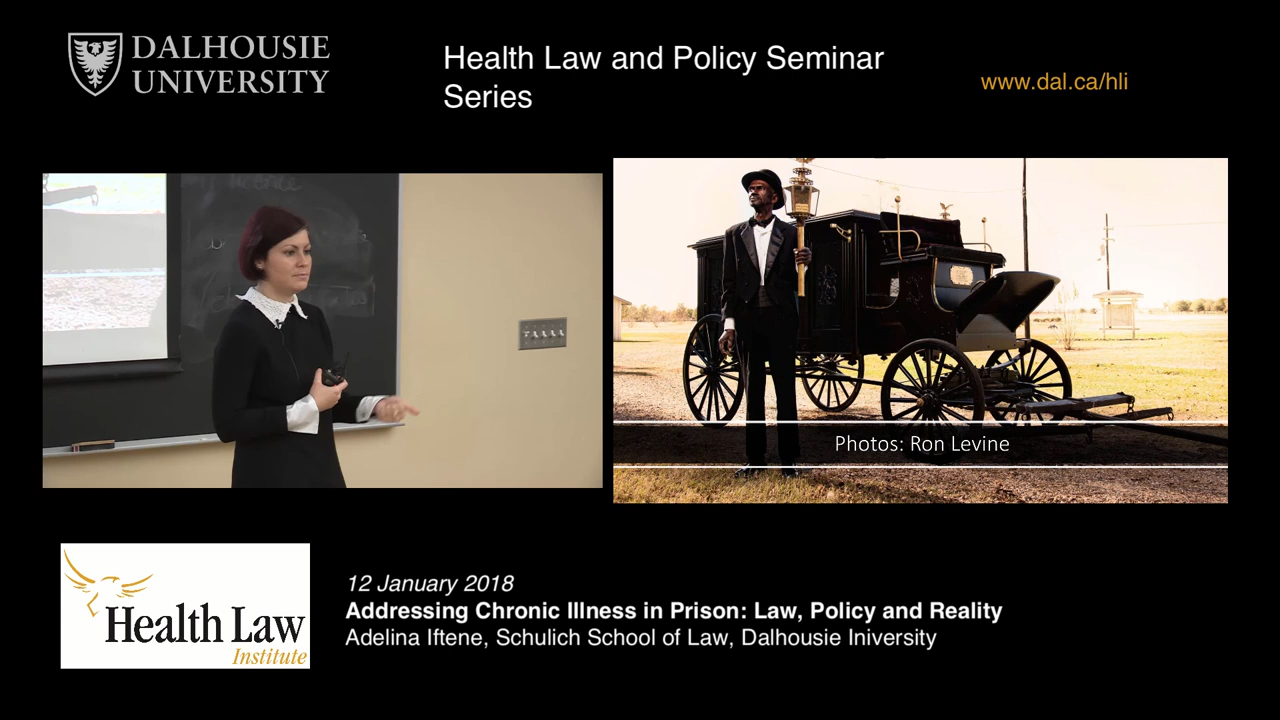 DALHOUSIE
UNIVERSITY
Health Law and Policy Seminar
Series
www.dal.ca/hli
Photos: Ron Levine
Health Law
Institute
12 January 2018
Addressing Chronic Illness in Prison: Law, Policy and Reality
Adelina Iftene, Schulich School of Law, Dalhousie Iniversity